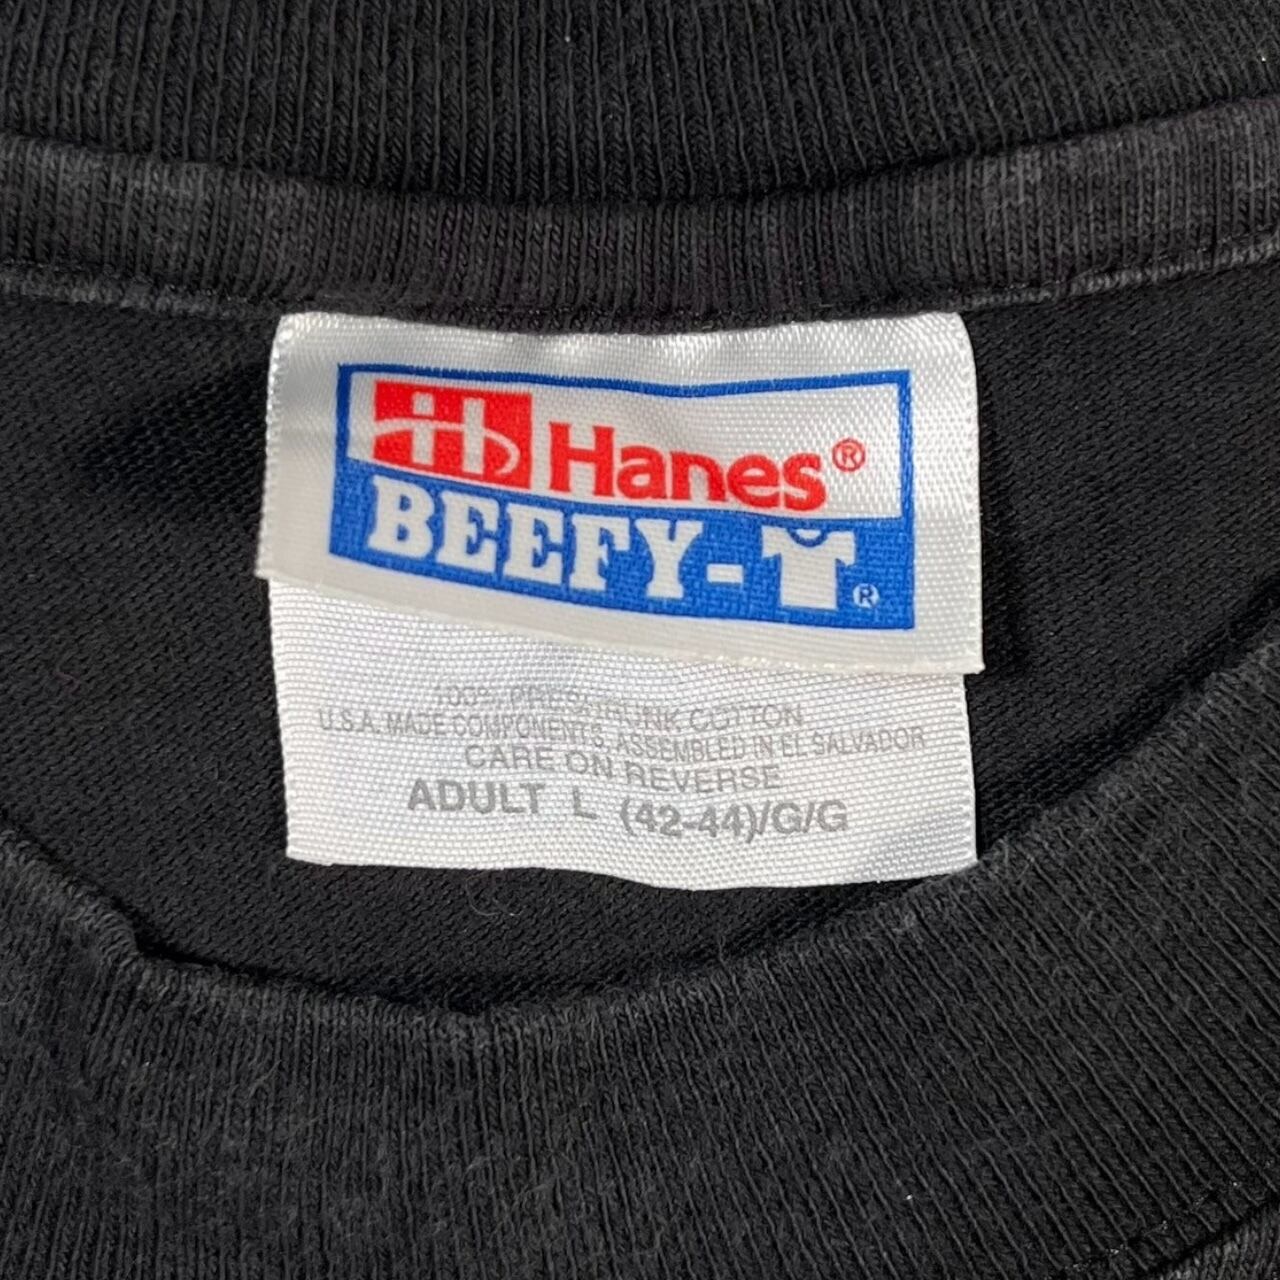 Hanes®
BEEFY-T®
100% PRESHRUNK COTTON
U.S.A. MADE COMPONENTS, ASSEMBLED IN EL SALVADOR
CARE ON REVERSE
ADULT L (42-44)/G/G